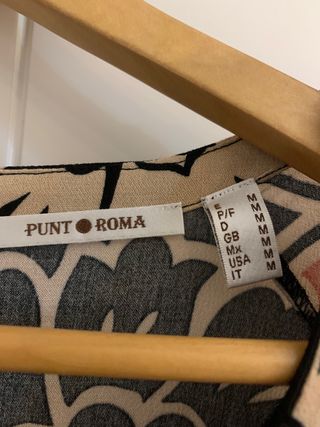 PUNT ROMA
E M
P/F M
D M
GB M
Mx M
USA M
IT M